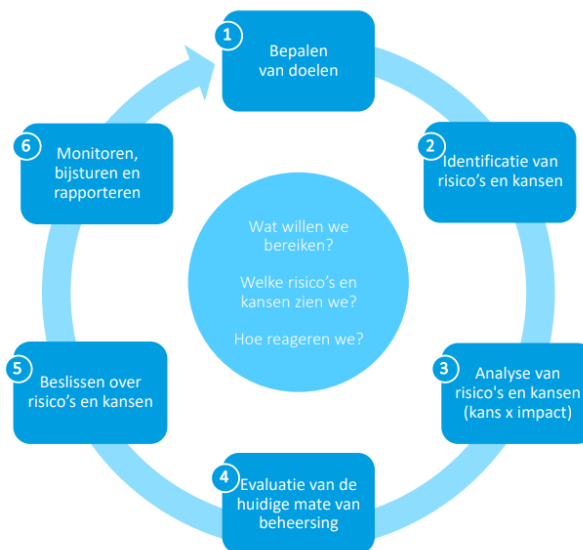 1
Bepalen
van doelen
2
Identificatie van
risico’s en kansen
3
Analyse van
risico's en kansen
(kans x impact)
4
Evaluatie van de
huidige mate van
beheersing
5
Beslissen over
risico’s en kansen
6
Monitoren,
bijsturen en
rapporteren
Wat willen we
bereiken?
Welke risico’s en
kansen zien we?
Hoe reageren we?